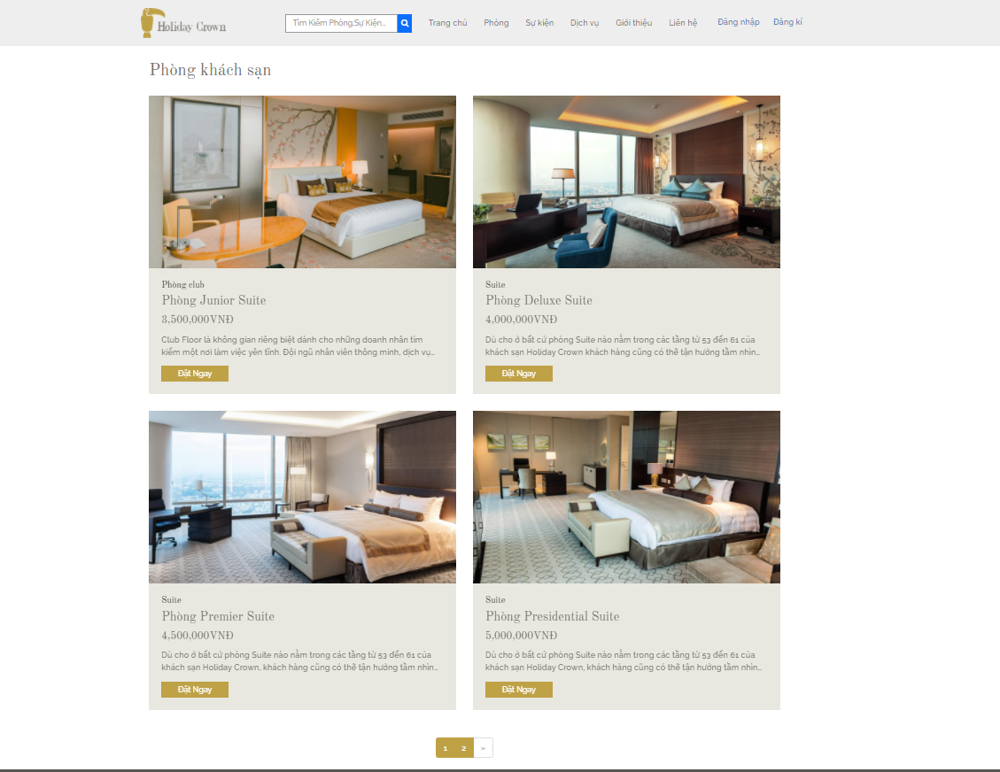 Holiday Crown
Tìm Kiếm Phòng,Sự Kiện...
Trang chủ
Phòng
Sự kiện
Dịch vụ
Giới thiệu
Liên hệ
Đăng nhập
Đăng kí
Phòng khách sạn
Phòng club
Phòng Junior Suite
3,500,000VNĐ
Club Floor là không gian riêng biệt dành cho những doanh nhân tìm
kiếm một nơi làm việc yên tĩnh. Đội ngũ nhân viên thông minh, dịch vụ...
Đặt Ngay
Suite
Phòng Deluxe Suite
4,000,000VNĐ
Dù cho ở bất cứ phòng Suite nào nằm trong các tầng từ 53 đến 61 của
khách sạn Holiday Crown khách hàng cũng có thể tận hưởng tầm nhìn...
Đặt Ngay
Suite
Phòng Premier Suite
4,500,000VNĐ
Dù cho ở bất cứ phòng Suite nào nằm trong các tầng từ 53 đến 61 của
khách sạn Holiday Crown, khách hàng cũng có thể tận hưởng tầm nhìn...
Đặt Ngay
Suite
Phòng Presidential Suite
5,000,000VNĐ
Dù cho ở bất cứ phòng Suite nào nằm trong các tầng từ 53 đến 61 của
khách sạn Holiday Crown, khách hàng cũng có thể tận hưởng tầm nhìn...
Đặt Ngay
1 2 »